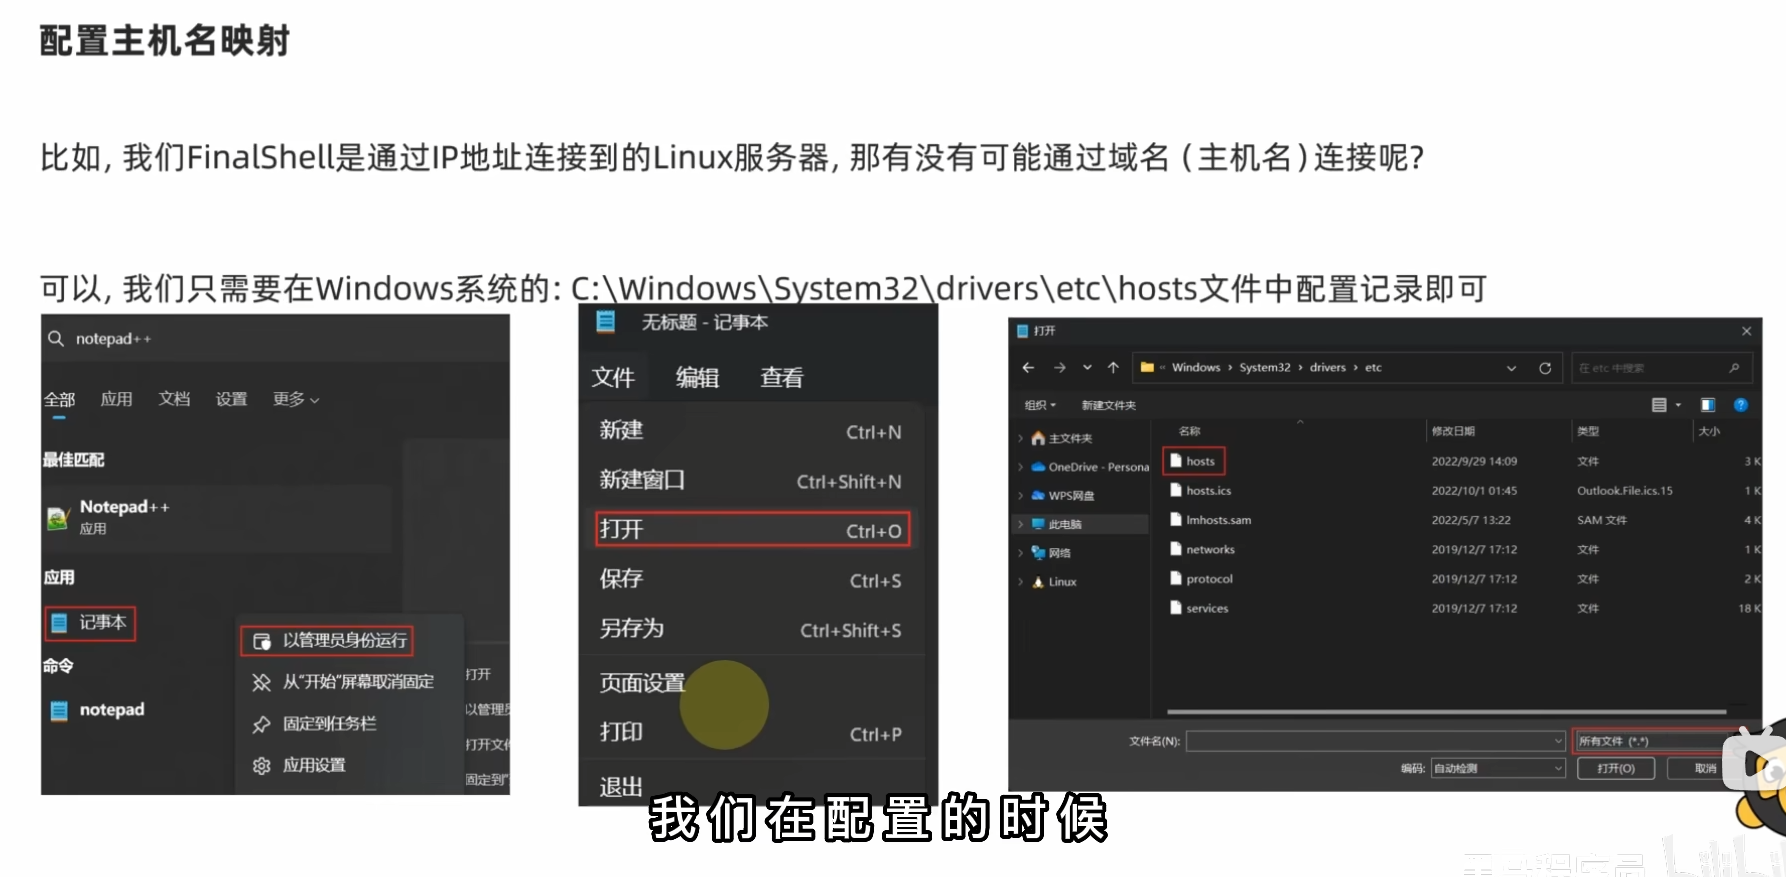 配置主机名映射
比如, 我们FinalShell是通过IP地址连接到的Linux服务器, 那有没有可能通过域名 ( 主机名 ) 连接呢?
可以, 我们只需要在Windows系统的: C:\Windows\System32\drivers\etc\hosts文件中配置记录即可
notepad++
全部 应用 文档 设置 更多
最佳匹配
Notepad++
应用
应用
记事本
以管理员身份运行
命令
从“开始”屏幕取消固定
打开
notepad
以管理员
固定到任务栏
打开文件
应用设置
固定到"
无标题 - 记事本
文件 编辑 查看
新建 Ctrl+N
新建窗口 Ctrl+Shift+N
打开 Ctrl+O
保存 Ctrl+S
另存为 Ctrl+Shift+S
页面设置
打印 Ctrl+P
退出
打开
« Windows › System32 › drivers › etc
在 etc 中搜索
组织 新建文件夹
主文件夹
OneDrive - Persona
WPS网盘
此电脑
网络
Linux
名称 修改日期 类型 大小
hosts 2022/9/29 14:09 文件 3 K
hosts.ics 2022/10/1 01:45 Outlook.File.ics.15 1 K
lmhosts.sam 2022/5/7 13:22 SAM 文件 4 K
networks 2019/12/7 17:12 文件 1 K
protocol 2019/12/7 17:12 文件 2 K
services 2019/12/7 17:12 文件 18 K
文件名(N): 所有文件 (*.*)
编码: 自动检测 打开(O) 取消
我们在配置的时候